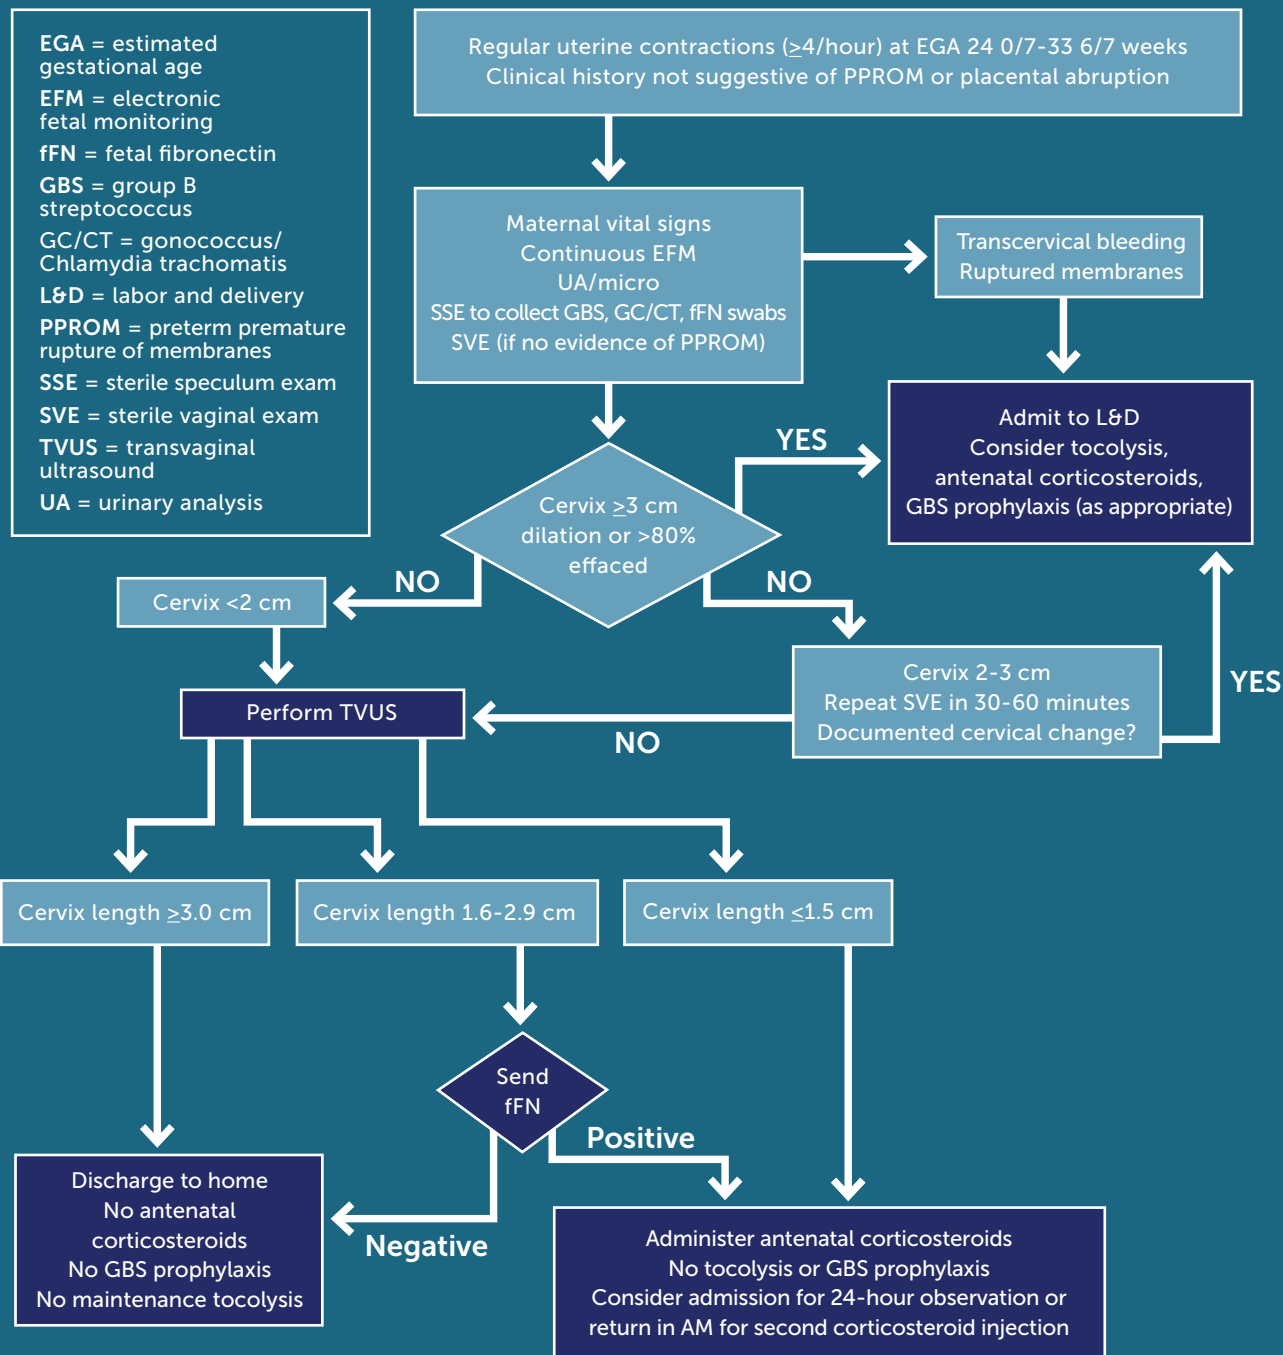 EGA = estimated
gestational age
EFM = electronic
fetal monitoring
fFN = fetal fibronectin
GBS = group B
streptococcus
GC/CT = gonococcus/
Chlamydia trachomatis
L&D = labor and delivery
PPROM = preterm premature
rupture of membranes
SSE = sterile speculum exam
SVE = sterile vaginal exam
TVUS = transvaginal
ultrasound
UA = urinary analysis
Regular uterine contractions (≥4/hour) at EGA 24 0/7-33 6/7 weeks
Clinical history not suggestive of PPROM or placental abruption
Maternal vital signs
Continuous EFM
UA/micro
SSE to collect GBS, GC/CT, fFN swabs
SVE (if no evidence of PPROM)
Transcervical bleeding
Ruptured membranes
Admit to L&D
Consider tocolysis,
antenatal corticosteroids,
GBS prophylaxis (as appropriate)
YES
Cervix ≥3 cm
dilation or >80%
effaced
NO
NO
Cervix <2 cm
Cervix 2-3 cm
Repeat SVE in 30-60 minutes
Documented cervical change?
YES
NO
Perform TVUS
Cervix length ≥3.0 cm
Cervix length 1.6-2.9 cm
Cervix length ≤1.5 cm
Send
fFN
Positive
Negative
Discharge to home
No antenatal
corticosteroids
No GBS prophylaxis
No maintenance tocolysis
Administer antenatal corticosteroids
No tocolysis or GBS prophylaxis
Consider admission for 24-hour observation or
return in AM for second corticosteroid injection